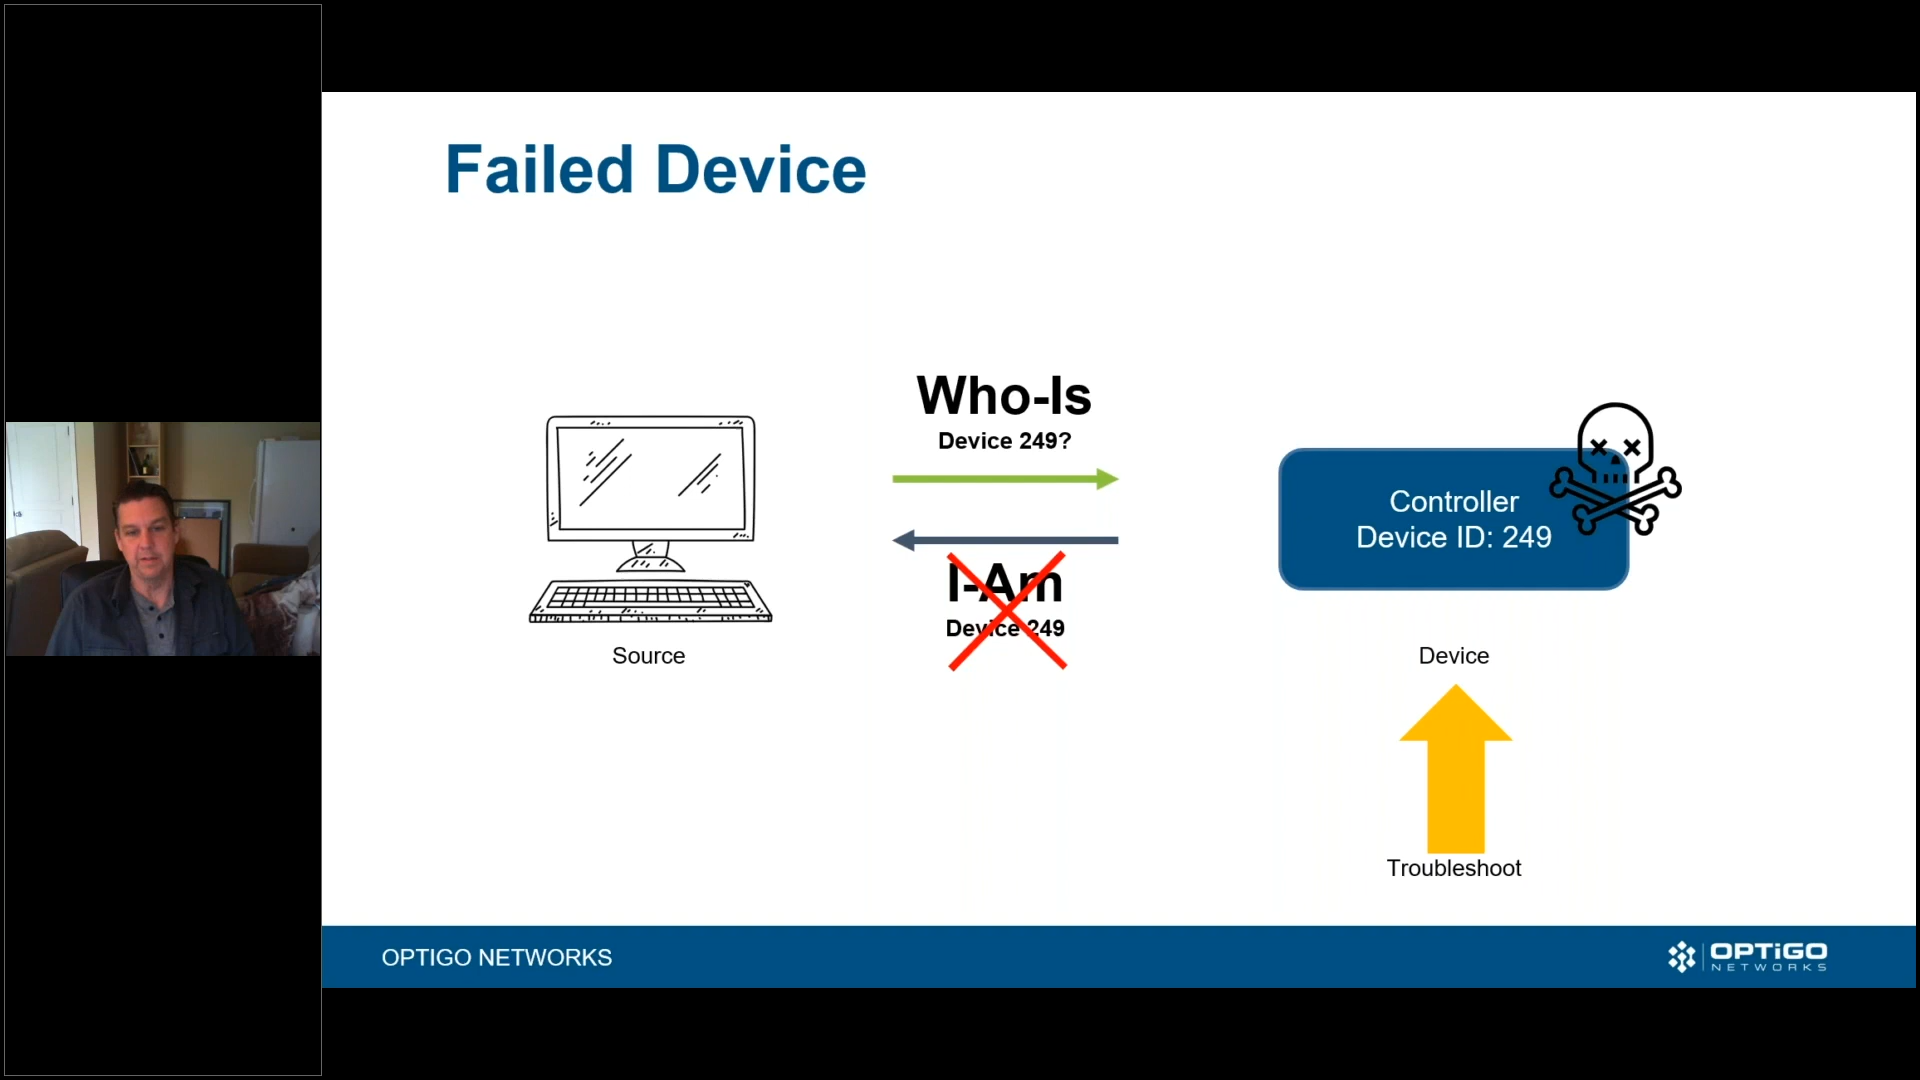 Failed Device
Who-Is
Device 249?
I-Am
Device 249
Controller
Device ID: 249
Source
Device
Troubleshoot
OPTIGO NETWORKS
OPTiGO
NETWORKS